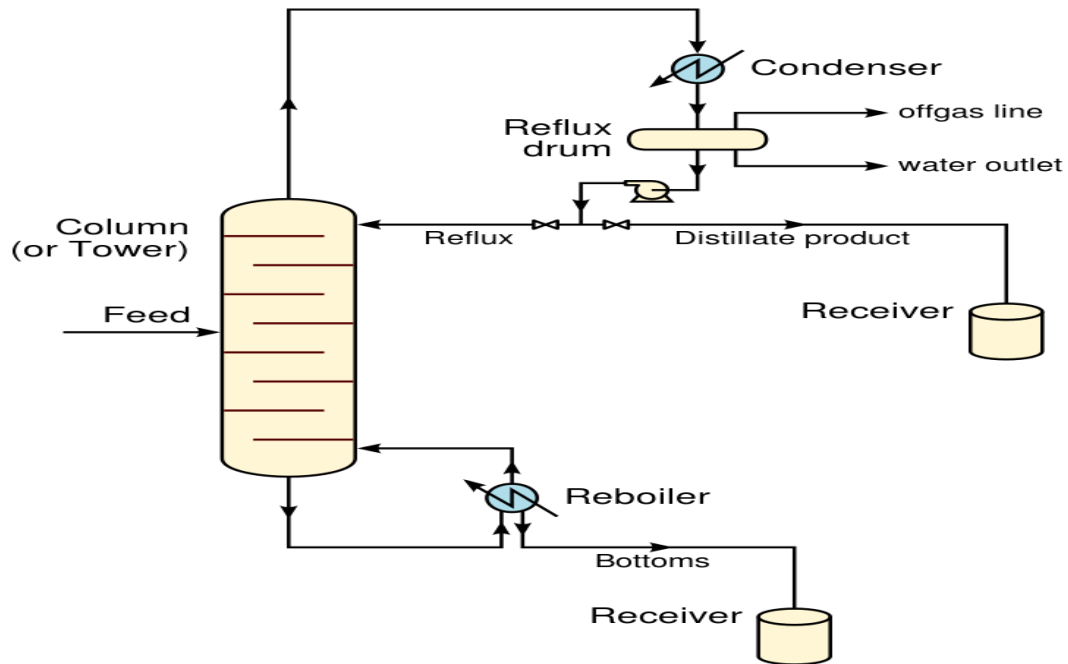 Condenser
offgas line
Reflux
drum
water outlet
Column
(or Tower)
Reflux
Distillate product
Feed
Receiver
Reboiler
Bottoms
Receiver